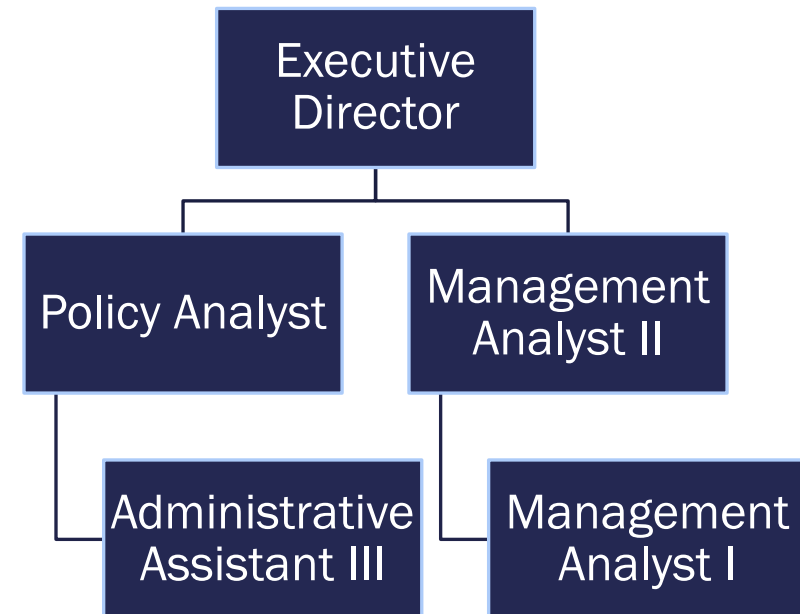 Executive
Director
Policy Analyst
Management
Analyst II
Administrative
Assistant III
Management
Analyst I